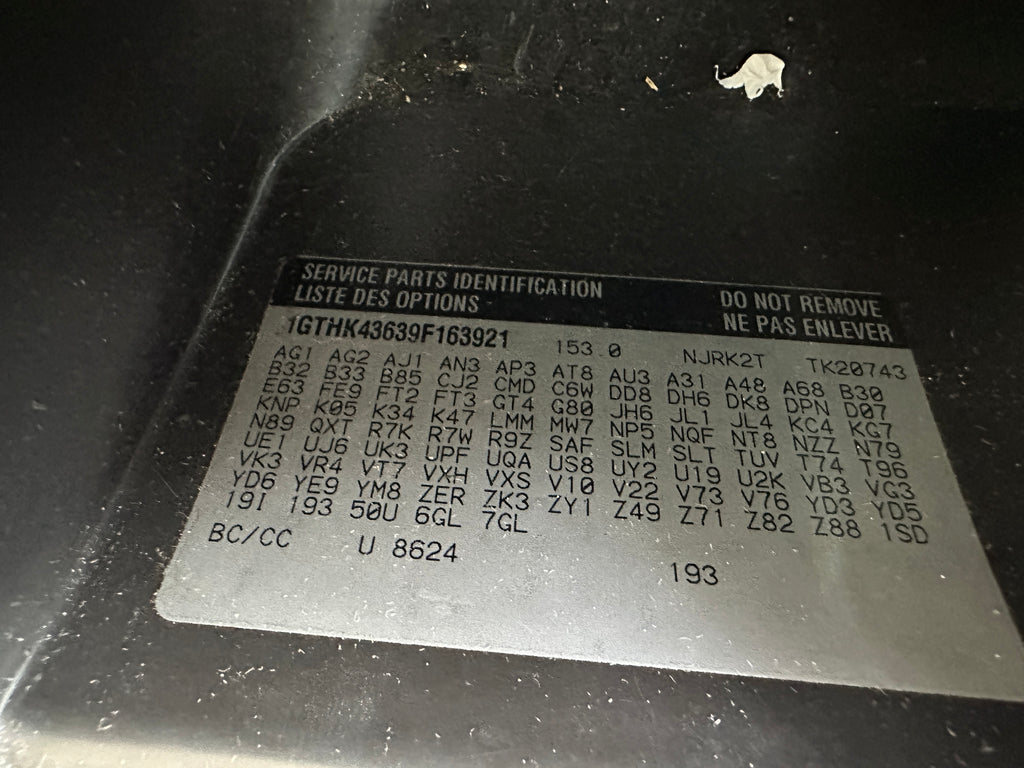 SERVICE PARTS IDENTIFICATION DO NOT REMOVE
LISTE DES OPTIONS NE PAS ENLEVER
1GTHK43639F163921 153.0 NJRK2T TK20743
AG1 AG2 AJ1 AN3 AP3 AT8 AU3 A31 A48 A68 B30
B32 B33 B85 CJ2 CMD C6W DD8 DH6 DK8 DPN D07
E63 FE9 FT2 FT3 GT4 G80 JH6 JL1 JL4 KC4 KG7
KNP K05 K34 K47 LMM MW7 NP5 NQF NT8 NZZ N79
N89 QXT R7K R7W R9Z SAF SLM SLT TUV T74 T96
UE1 UJ6 UK3 UPF UQA US8 UY2 U19 U2K VB3 VG3
VK3 VR4 VT7 VXH VXS V10 V22 V73 V76 YD3 YD5
YD6 YE9 YM8 ZER ZK3 ZY1 Z49 Z71 Z82 Z88 1SD
19I 193 50U 6GL 7GL
BC/CC U 8624 193